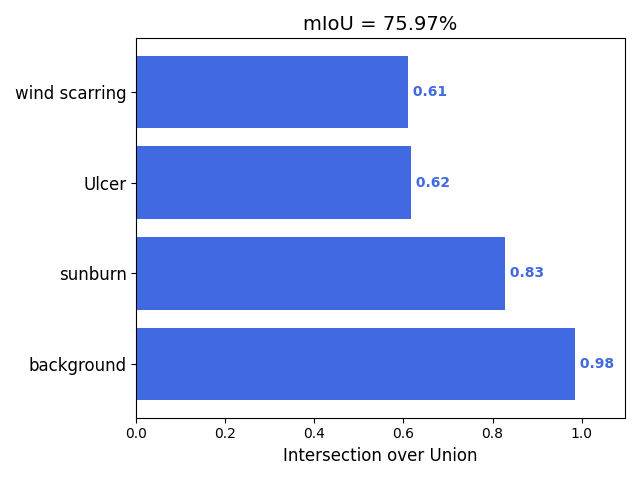 mIoU = 75.97%
wind scarring
0.61
Ulcer
0.62
sunburn
0.83
background
0.98
0.0 0.2 0.4 0.6 0.8 1.0
Intersection over Union